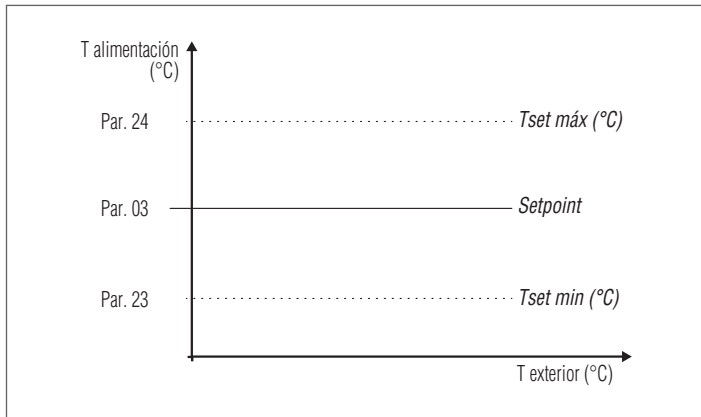 T alimentación
(°C)
Par. 24
Tset máx (°C)
Par. 03
Setpoint
Par. 23
Tset min (°C)
T exterior (°C)